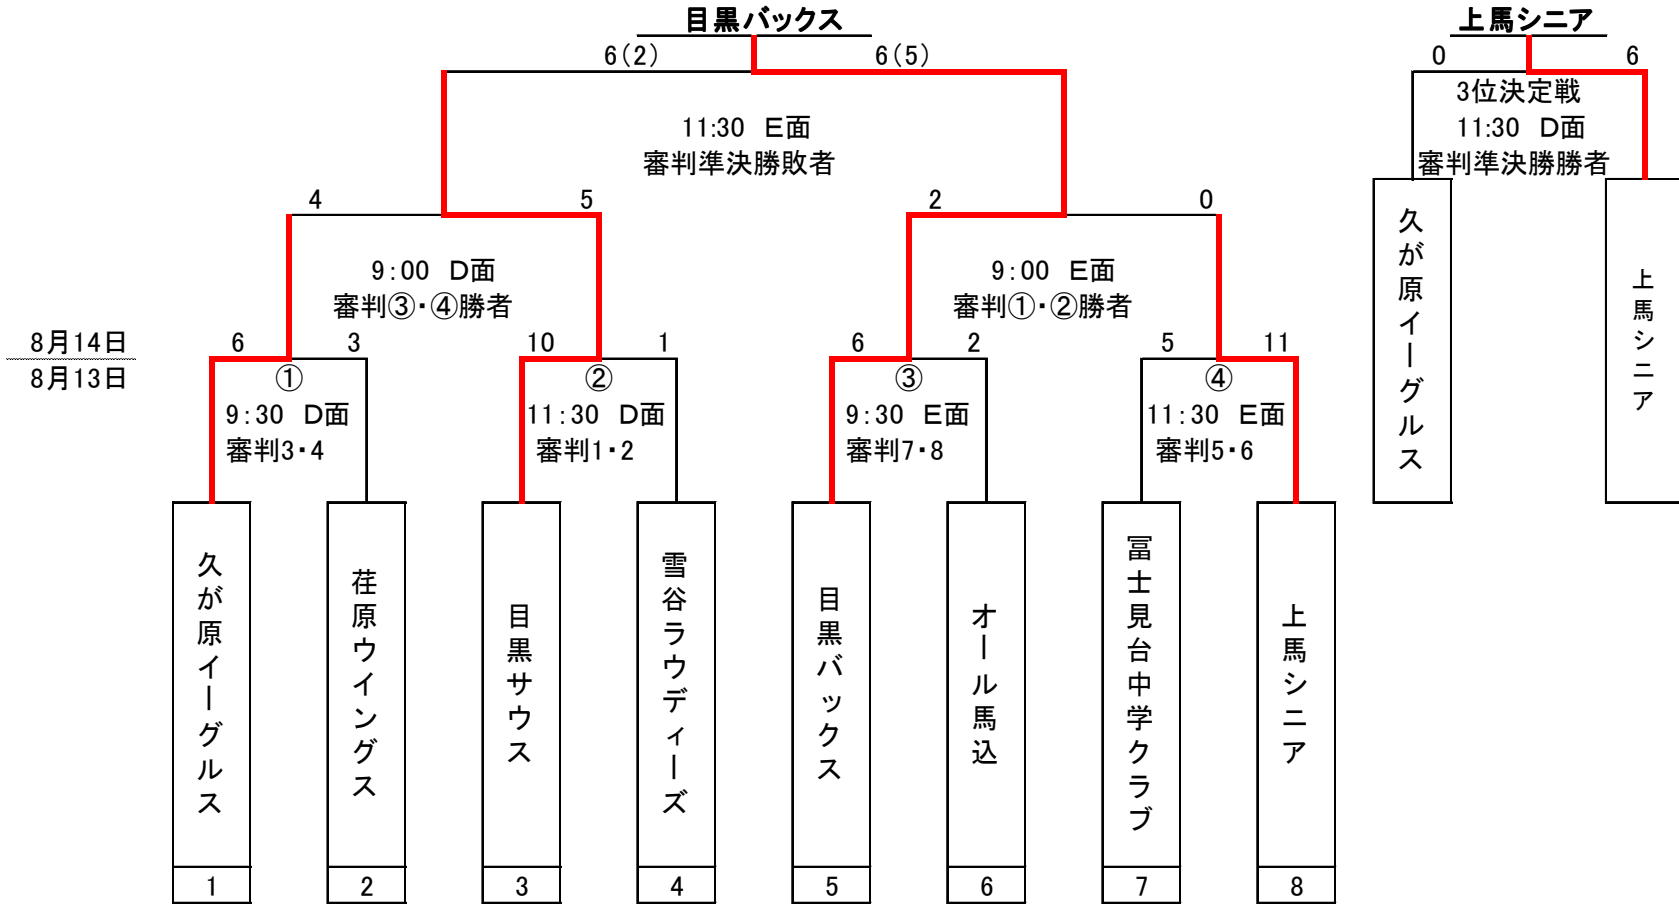 目黒バックス
上馬シニア
6(2)
6(5)
0
6
3位決定戦
11:30 D面
審判準決勝勝者
11:30 E面
審判準決勝敗者
久が原イーグルス
上馬シニア
4
5
2
0
9:00 D面
審判③・④勝者
9:00 E面
審判①・②勝者
8月14日
8月13日
6
3
10
1
6
2
5
11
①
②
③
④
9:30 D面
審判3・4
11:30 D面
審判1・2
9:30 E面
審判7・8
11:30 E面
審判5・6
久が原イーグルス
荏原ウイングス
目黒サウス
雪谷ラウディーズ
目黒バックス
オール馬込
冨士見台中学クラブ
上馬シニア
1
2
3
4
5
6
7
8